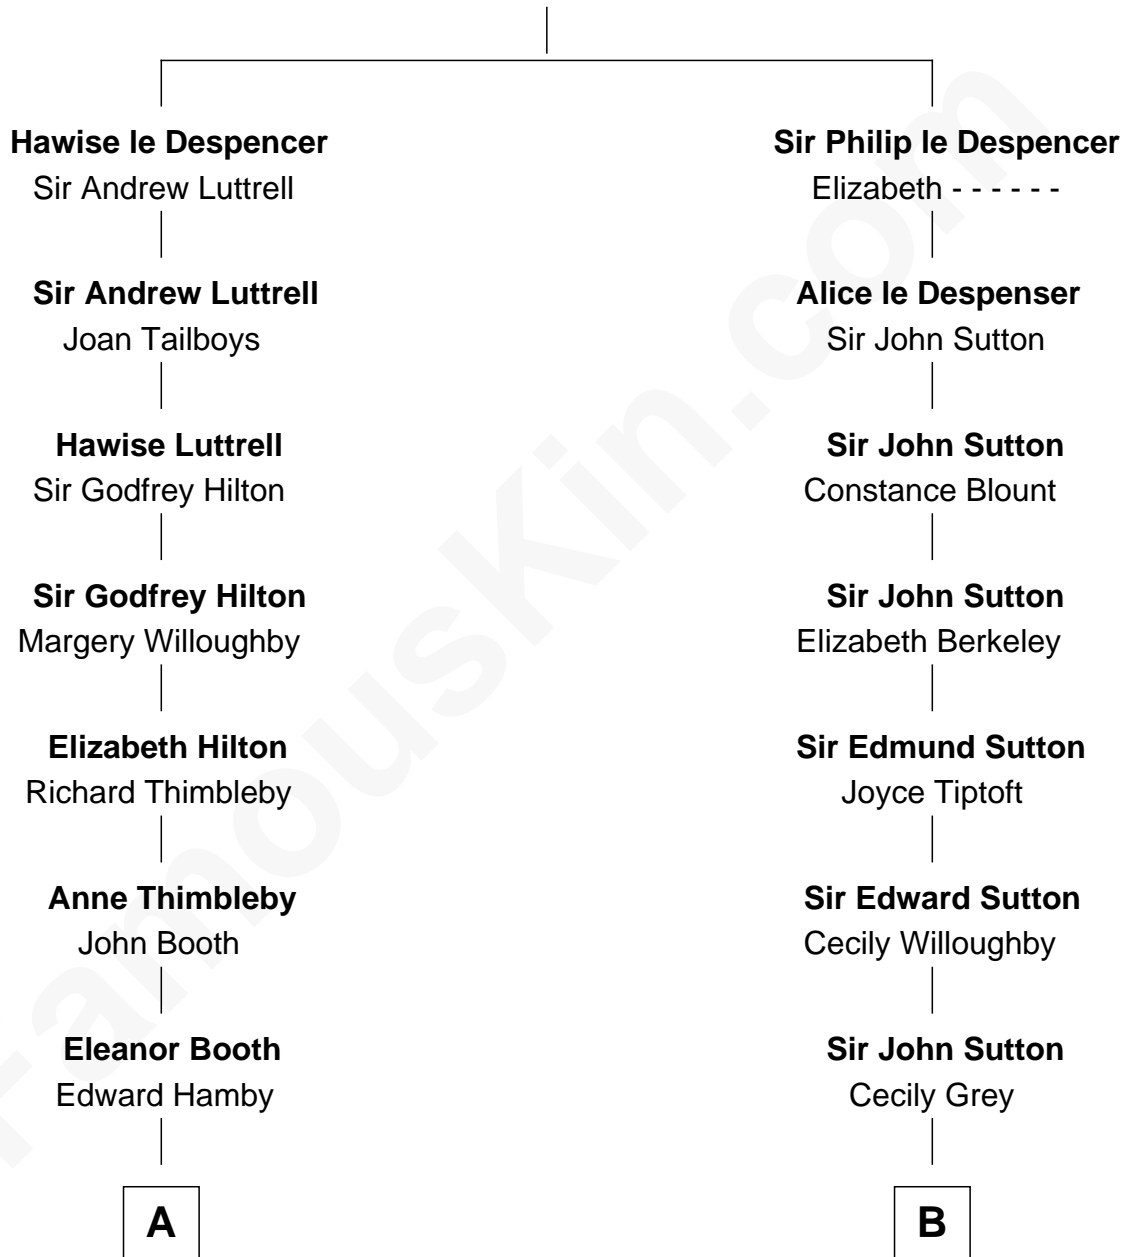 Hawise le Despencer
Sir Andrew Luttrell
Sir Andrew Luttrell
Joan Tailboys
Hawise Luttrell
Sir Godfrey Hilton
Sir Godfrey Hilton
Margery Willoughby
Elizabeth Hilton
Richard Thimbleby
Anne Thimbleby
John Booth
Eleanor Booth
Edward Hamby
A
Sir Philip le Despencer
Elizabeth - - - - - -
Alice le Despenser
Sir John Sutton
Sir John Sutton
Constance Blount
Sir John Sutton
Elizabeth Berkeley
Sir Edmund Sutton
Joyce Tiptoft
Sir Edward Sutton
Cecily Willoughby
Sir John Sutton
Cecily Grey
B
FamousKin.com